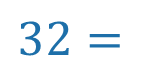 32 =